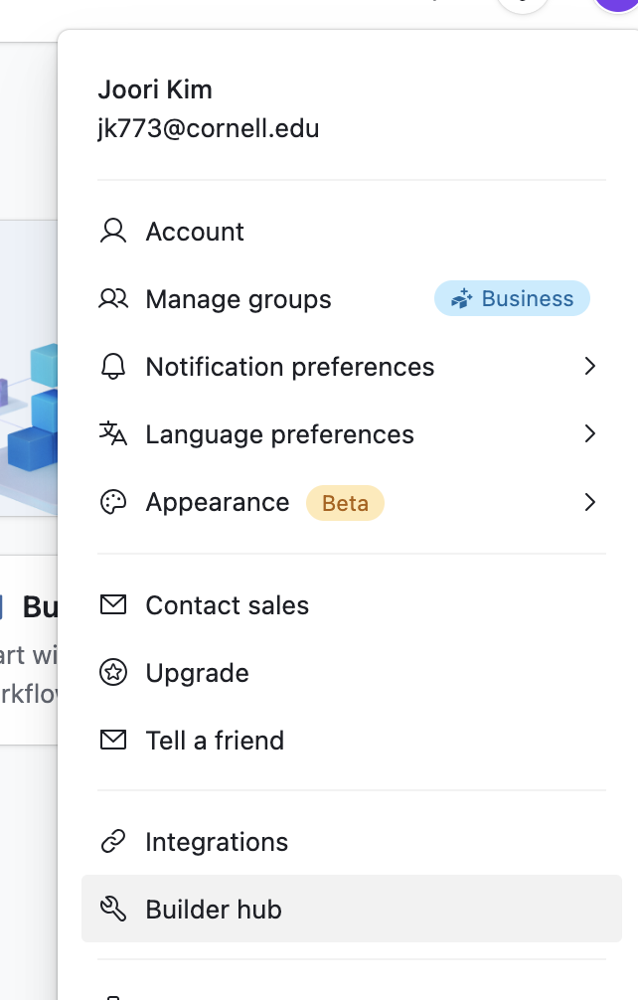 Joori Kim
jk773@cornell.edu
Account
Manage groups Business
Notification preferences
Language preferences
Appearance Beta
Contact sales
Upgrade
Tell a friend
Integrations
Builder hub
Bu
art wi
rkflow